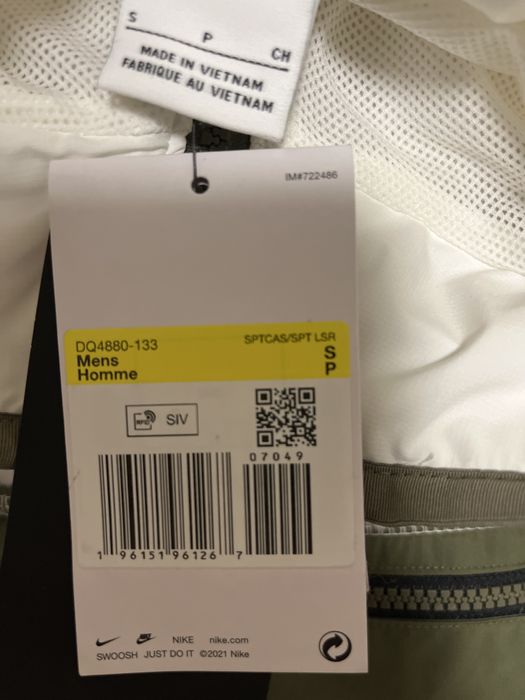 S P CH
MADE IN VIETNAM
FABRIQUE AU VIETNAM
IM#722486
DQ4880-133 SPTCAS/SPT LSR
Mens S
Homme P
RFID SIV
07049
1 96151 96126 7
NIKE nike.com
SWOOSH JUST DO IT ©2021 Nike